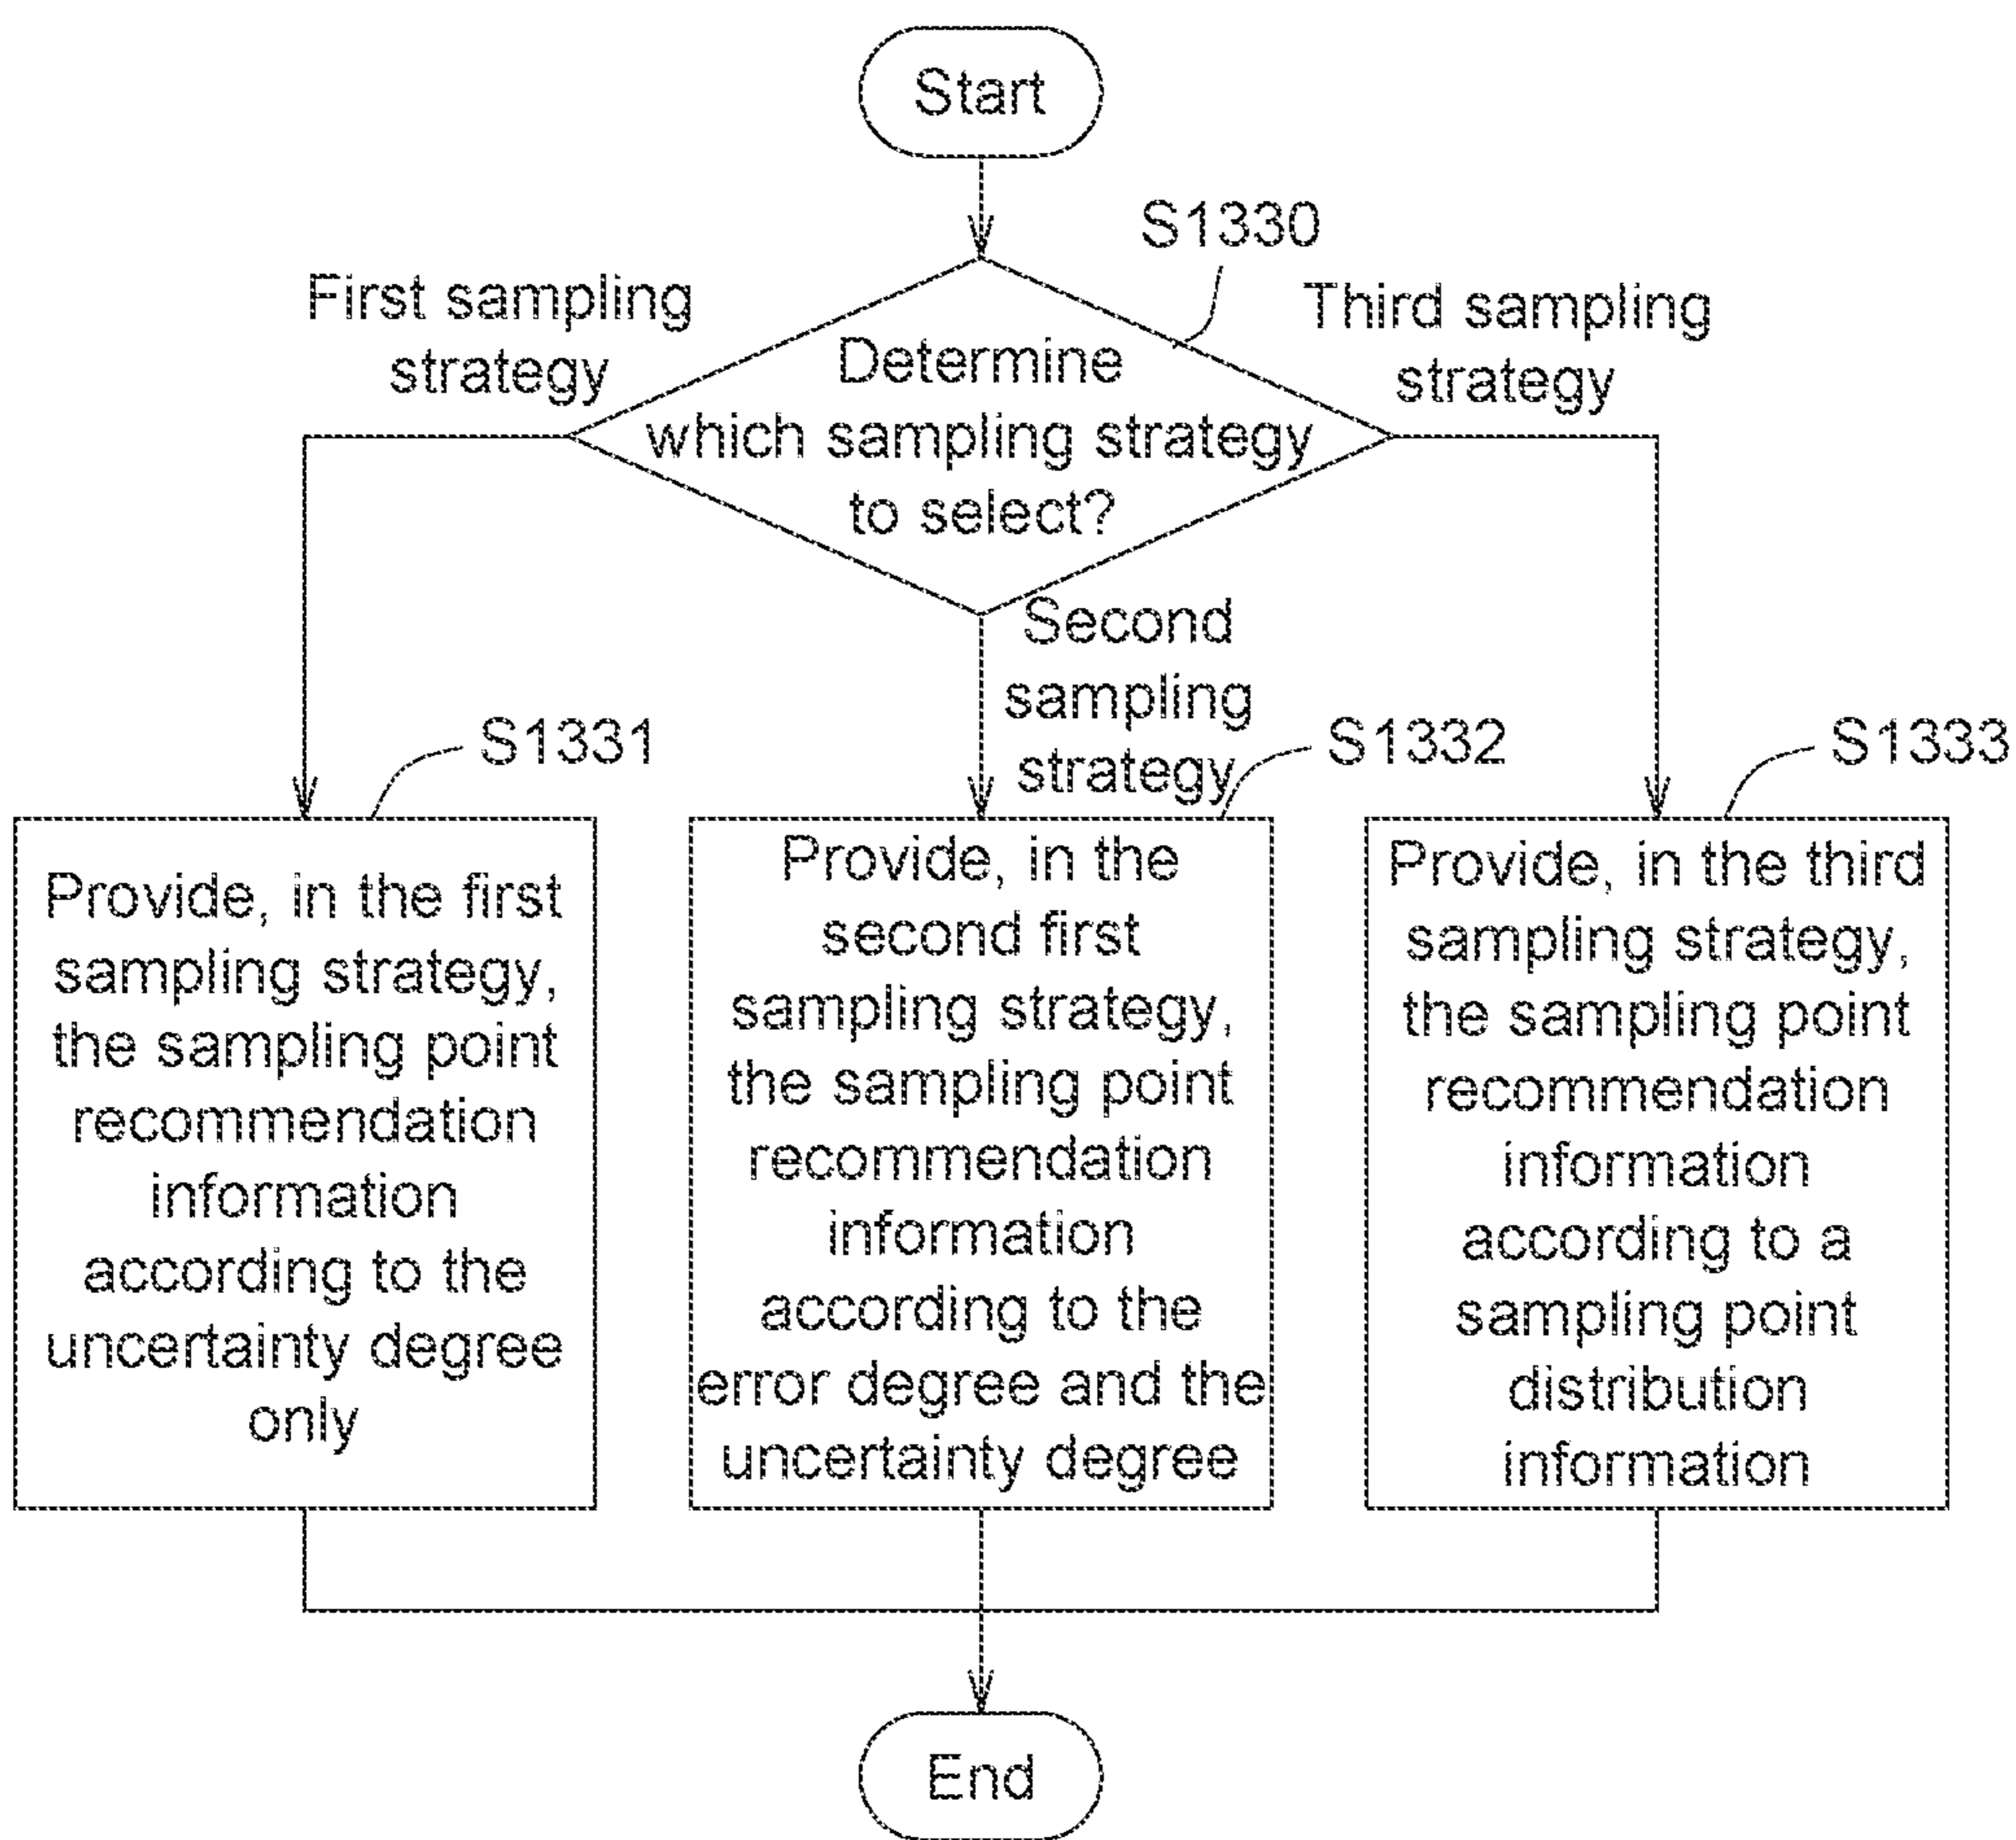 Start
S1330
First sampling
strategy
Third sampling
strategy
Determine
which sampling strategy
to select?
Second
sampling
strategy
S1331
S1332
S1333
Provide, in the first
sampling strategy,
the sampling point
recommendation
information
according to the
uncertainty degree
only
Provide, in the
second first
sampling strategy,
the sampling point
recommendation
information
according to the
error degree and the
uncertainty degree
Provide, in the third
sampling strategy,
the sampling point
recommendation
information
according to a
sampling point
distribution
information
End